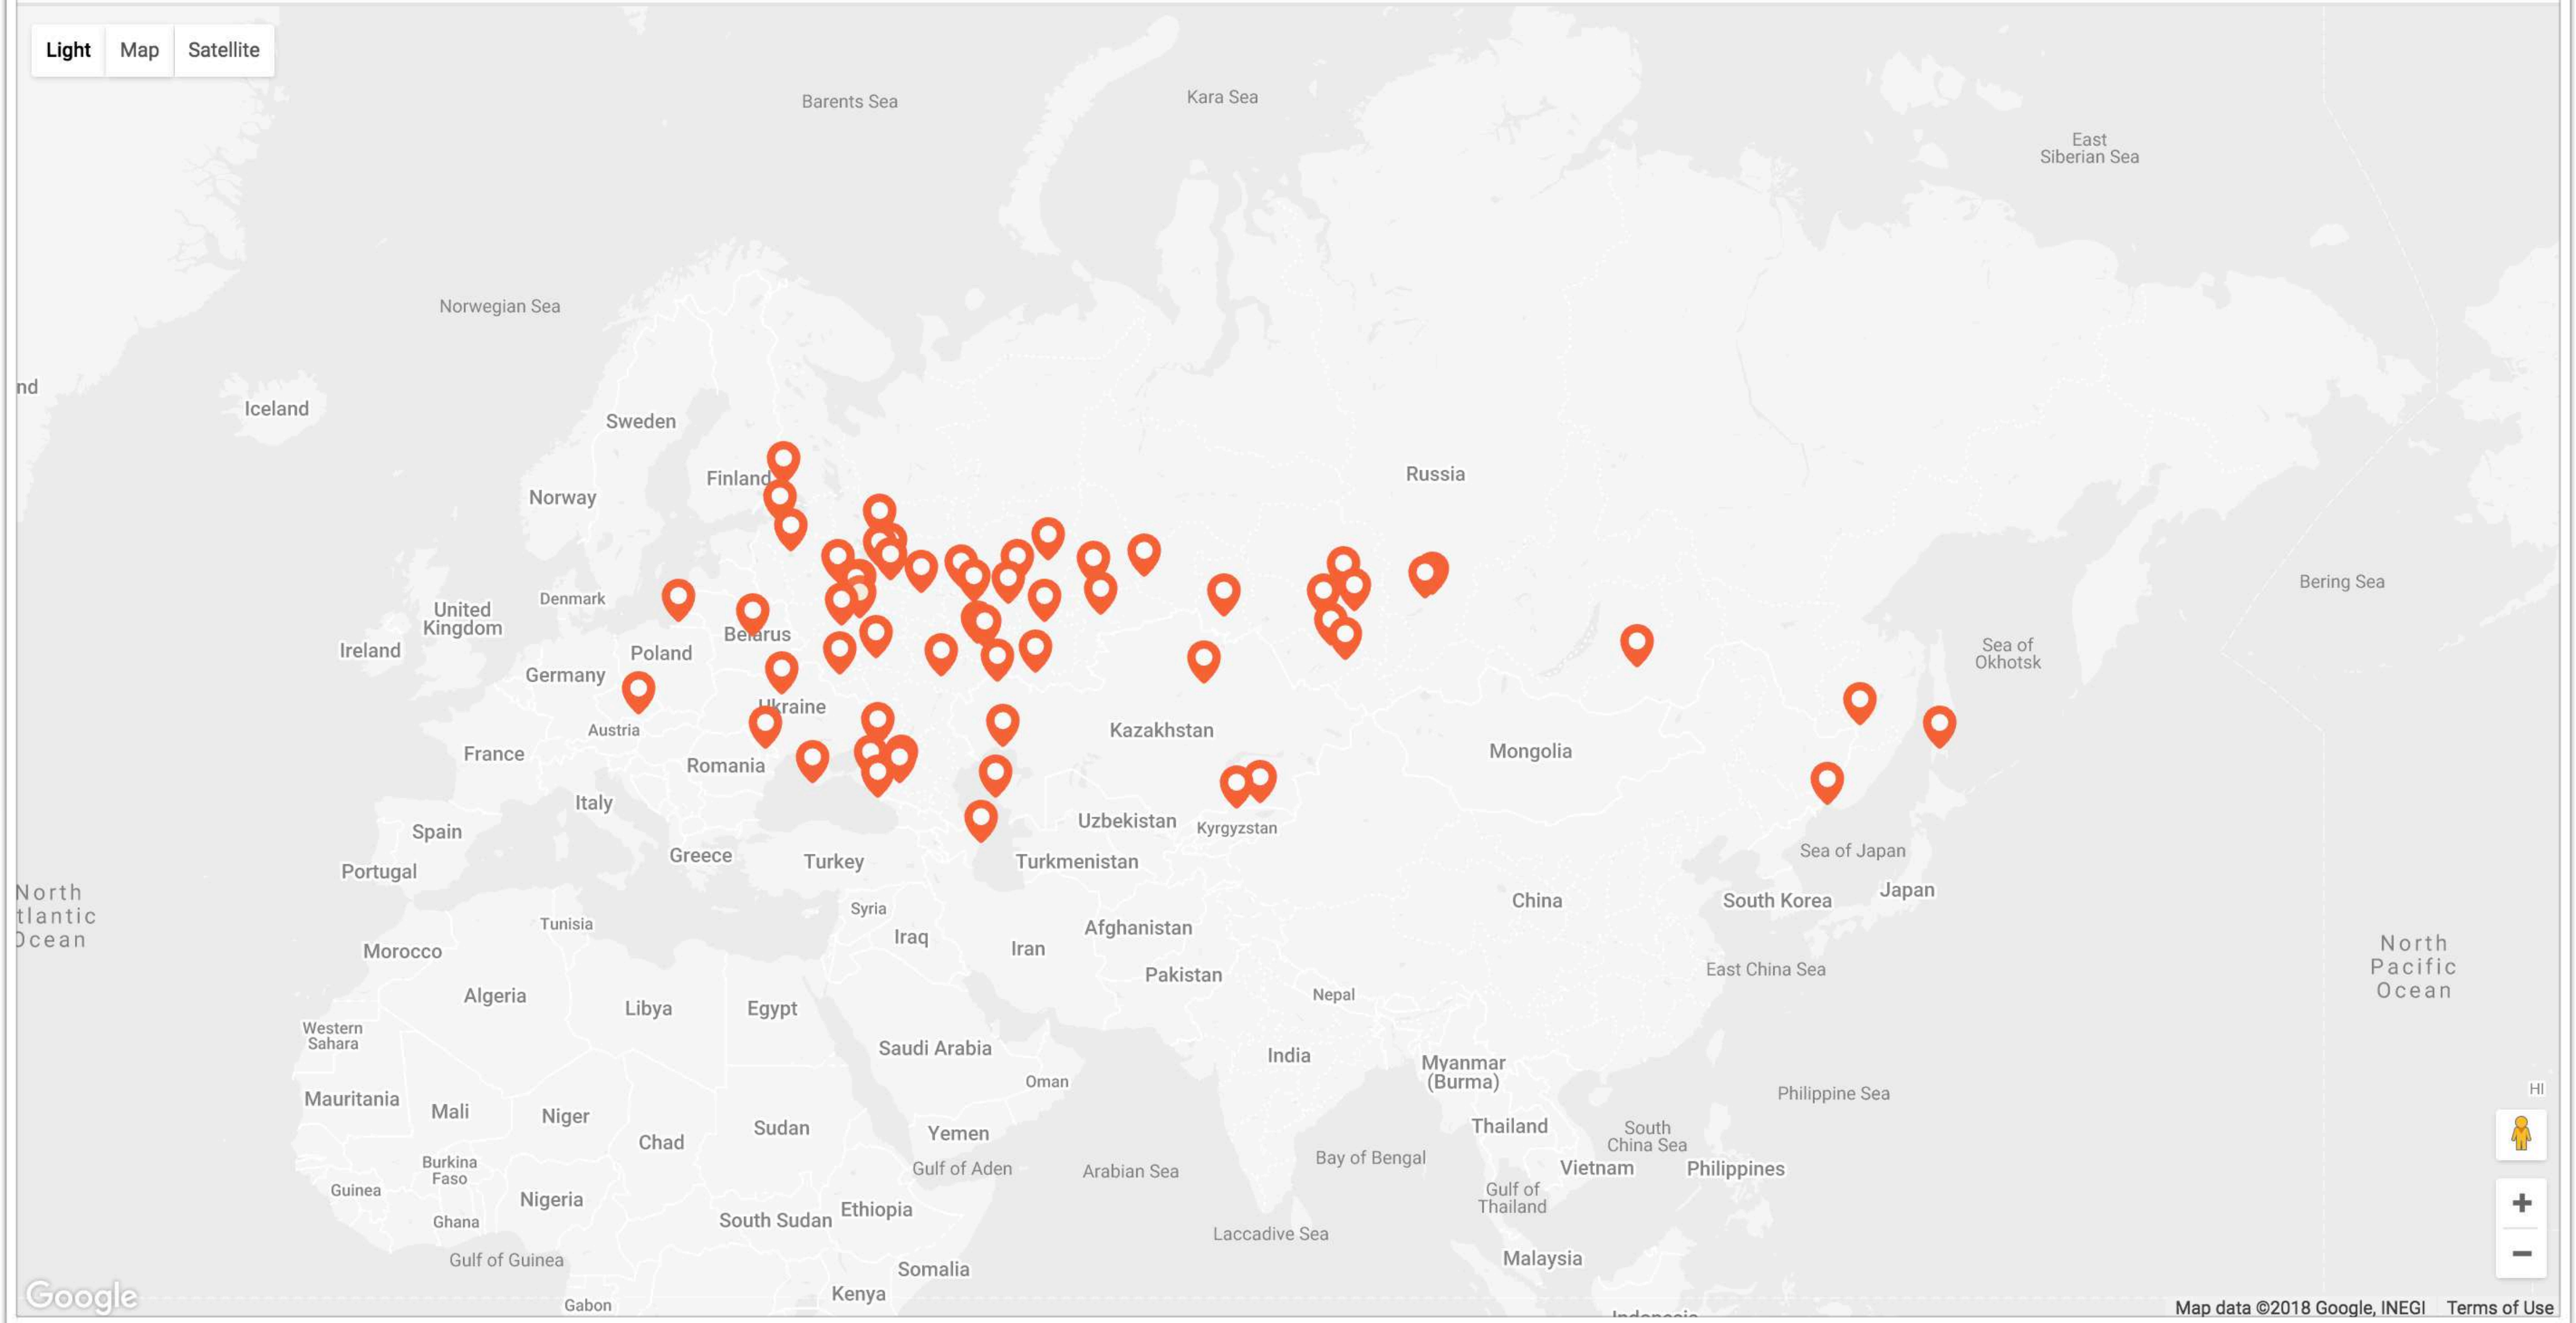 Light Map Satellite
Barents Sea
Kara Sea
East
Siberian Sea
Norwegian Sea
nd
Iceland
Sweden
Finland
Norway
Russia
Bering Sea
Denmark
United
Kingdom
Belarus
Ireland
Poland
Germany
Sea of
Okhotsk
Ukraine
Austria
Kazakhstan
France
Mongolia
Romania
Italy
Uzbekistan
Kyrgyzstan
Spain
Sea of Japan
Greece
Turkey
Turkmenistan
Portugal
North
tlantic
Ocean
Japan
China
South Korea
Syria
Tunisia
Afghanistan
Iraq
Iran
Morocco
North
Pacific
Ocean
East China Sea
Pakistan
Algeria
Nepal
Libya
Egypt
Western
Sahara
Saudi Arabia
India
Myanmar
(Burma)
Oman
HI
Philippine Sea
Mauritania
Mali
Niger
Sudan
Thailand
South
China Sea
Chad
Yemen
Bay of Bengal
Burkina
Faso
Gulf of Aden
Arabian Sea
Vietnam
Philippines
Guinea
Nigeria
Gulf of
Thailand
Ethiopia
Ghana
South Sudan
Laccadive Sea
Gulf of Guinea
Malaysia
Somalia
Kenya
Google
Gabon
Map data ©2018 Google, INEGI Terms of Use